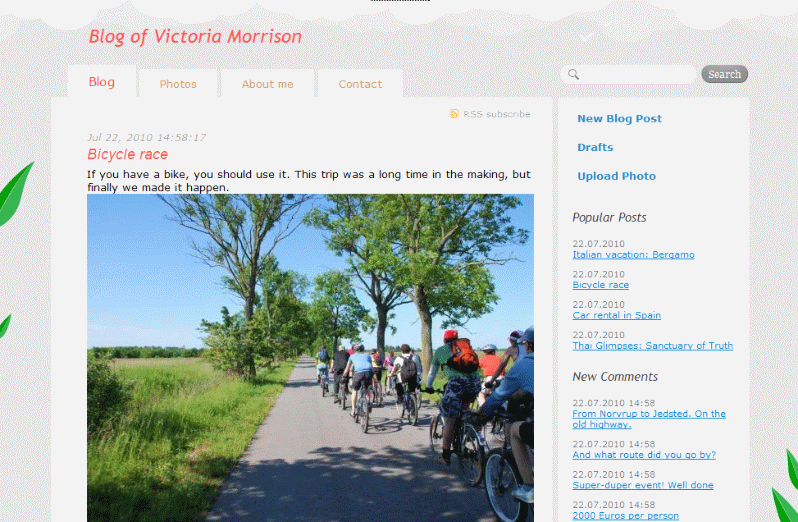 Blog of Victoria Morrison
Blog
Photos
About me
Contact
Search
RSS subscribe
Jul 22, 2010 14:58:17
Bicycle race
If you have a bike, you should use it. This trip was a long time in the making, but
finally we made it happen.
New Blog Post
Drafts
Upload Photo
Popular Posts
22.07.2010
Italian vacation: Bergamo
22.07.2010
Bicycle race
22.07.2010
Car rental in Spain
22.07.2010
Thai Glimpses: Sanctuary of Truth
New Comments
22.07.2010 14:58
From Norvrup to Jedsted. On the
old highway.
22.07.2010 14:58
And what route did you go by?
22.07.2010 14:58
Super-duper event! Well done
22.07.2010 14:58
2000 Euros per person